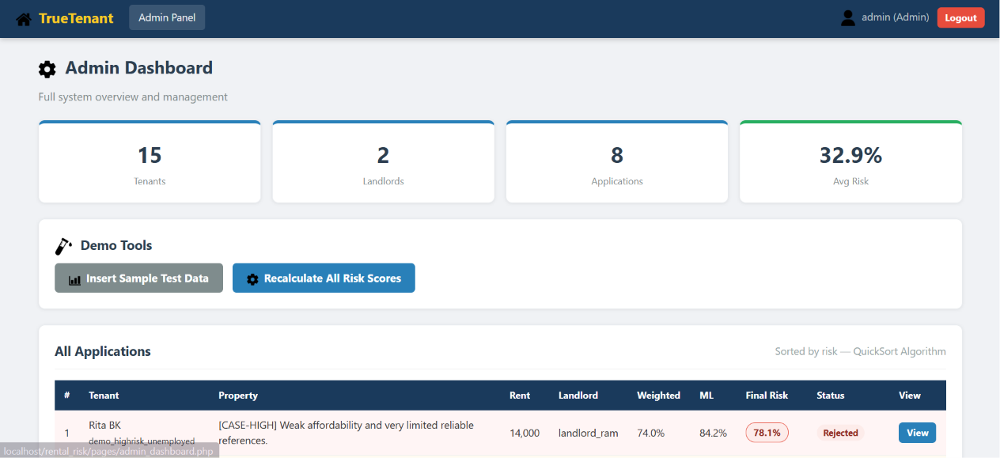 TrueTenant Admin Panel admin (Admin) Logout
Admin Dashboard
Full system overview and management
15 2 8 32.9%
Tenants Landlords Applications Avg Risk
Demo Tools
Insert Sample Test Data Recalculate All Risk Scores
All Applications Sorted by risk — QuickSort Algorithm
# Tenant Property Rent Landlord Weighted ML Final Risk Status View
1 Rita BK [CASE-HIGH] Weak affordability and very limited reliable 14,000 landlord_ram 74.0% 84.2% 78.1% Rejected View
demo_highrisk_unemployed references.
localhost/rental_risk/pages/admin_dashboard.php